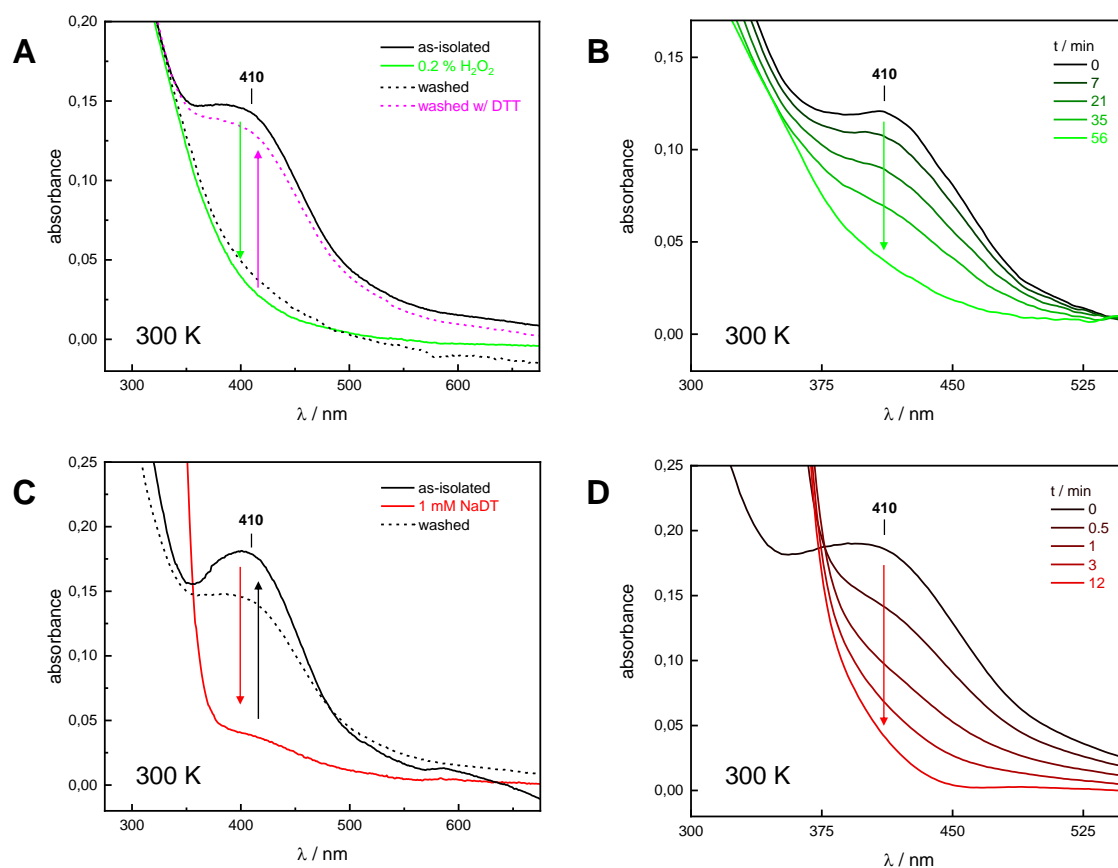 A
0,20
0,15
0,10
0,05
0,00
absorbance
410
as-isolated
0.2 % H₂O₂
washed
washed w/ DTT
300 K
300
400
500
600
λ / nm
B
0,15
0,10
0,05
0,00
absorbance
410
t / min
0
7
21
35
56
300 K
300
375
450
525
λ / nm
C
0,25
0,20
0,15
0,10
0,05
0,00
absorbance
410
as-isolated
1 mM NaDT
washed
300 K
300
400
500
600
λ / nm
D
0,25
0,20
0,15
0,10
0,05
0,00
absorbance
410
t / min
0
0.5
1
3
12
300 K
300
375
450
525
λ / nm